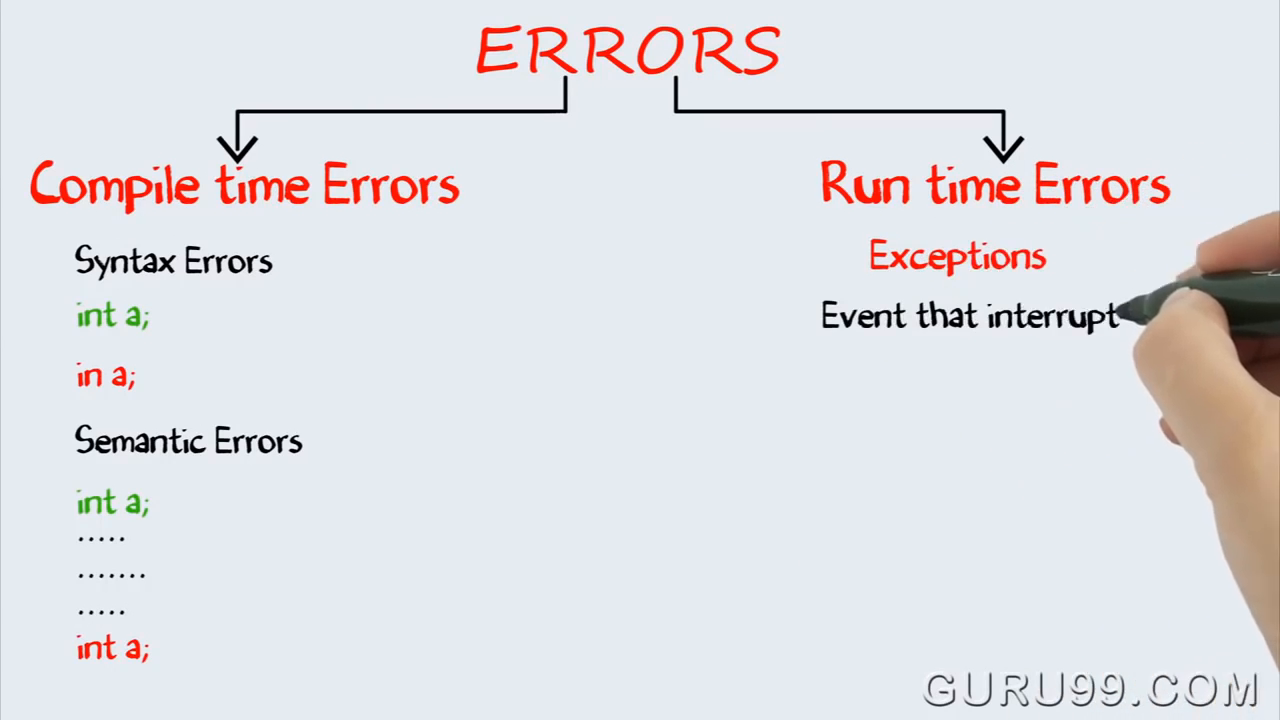 ERRORS
Compile time Errors
Syntax Errors
int a;
in a;
Semantic Errors
int a;
.....
.......
.....
int a;
Run time Errors
Exceptions
Event that interrupt
GURU99.COM